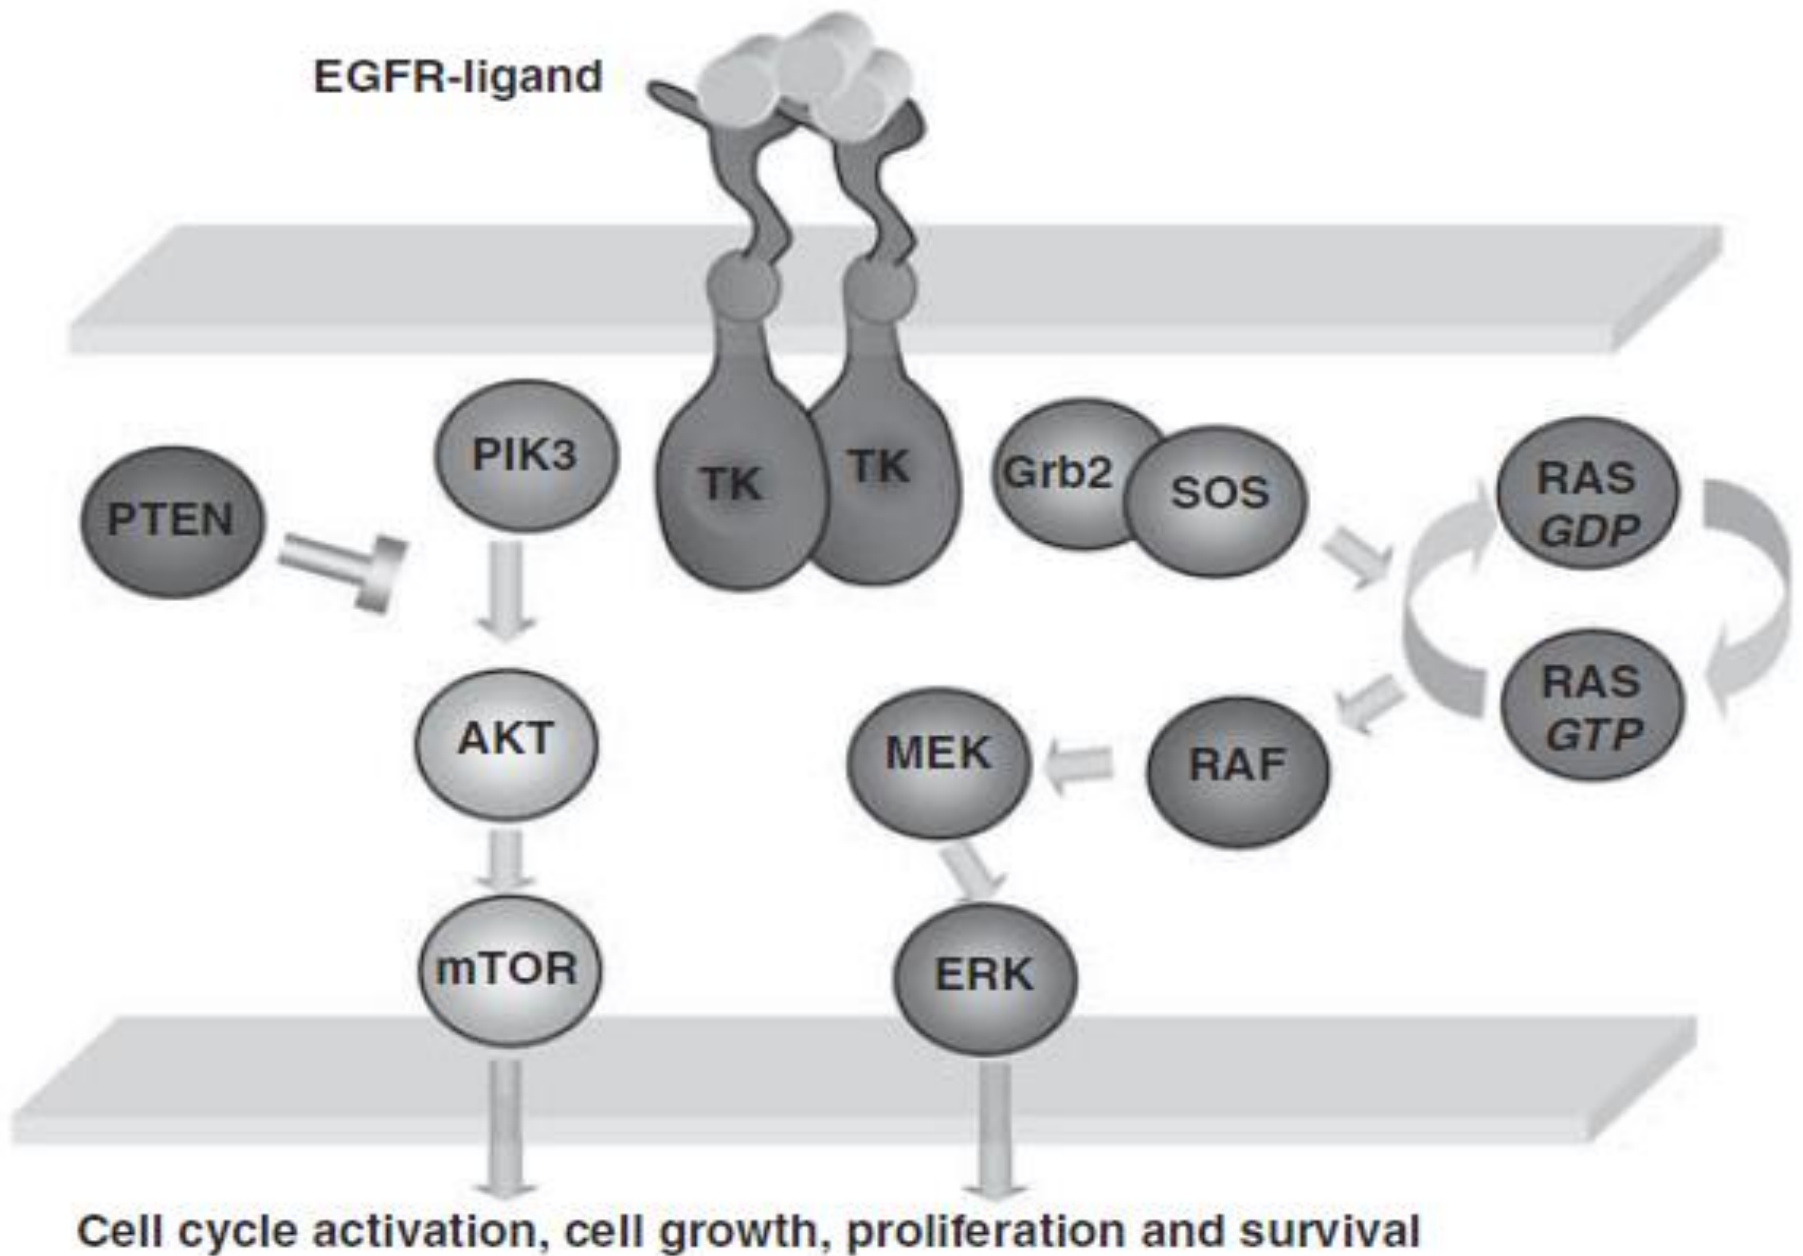 EGFR-ligand
PTEN
PIK3
TK
TK
Grb2
SOS
RAS
GDP
RAS
GTP
AKT
MEK
RAF
mTOR
ERK
Cell cycle activation, cell growth, proliferation and survival